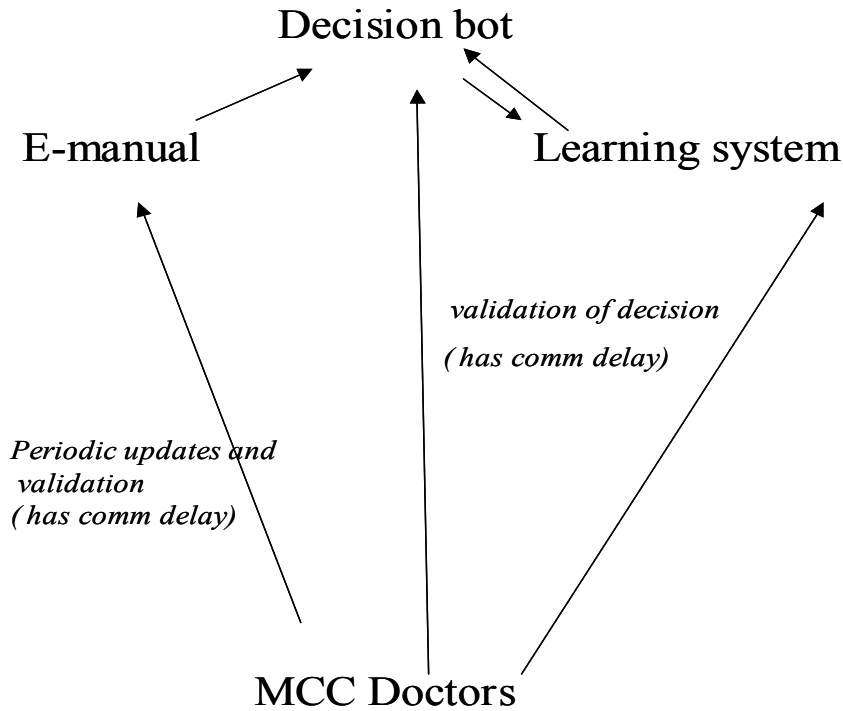 Decision bot
E-manual
Learning system
validation of decision
(has comm delay)
Periodic updates and
validation
(has comm delay)
MCC Doctors